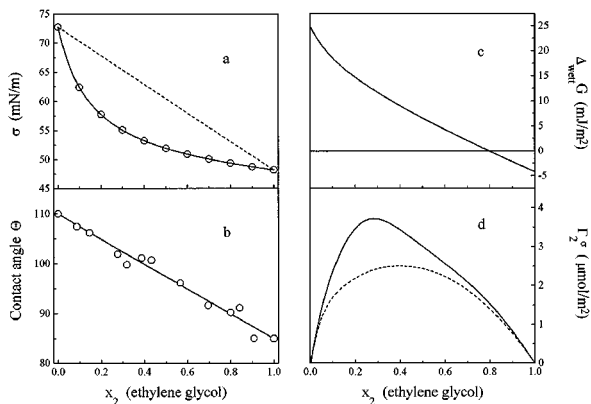 75
70
65
60
55
50
45
σ (mN/m)
a
110
100
90
80
Contact angle Θ
b
0.0 0.2 0.4 0.6 0.8 1.0
x₂ (ethylene glycol)
c
25
20
15
10
5
0
-5
Δ_wett G (mJ/m²)
d
4
3
2
1
0
Γ₂^σ (μmol/m²)
0.0 0.2 0.4 0.6 0.8 1.0
x₂ (ethylene glycol)